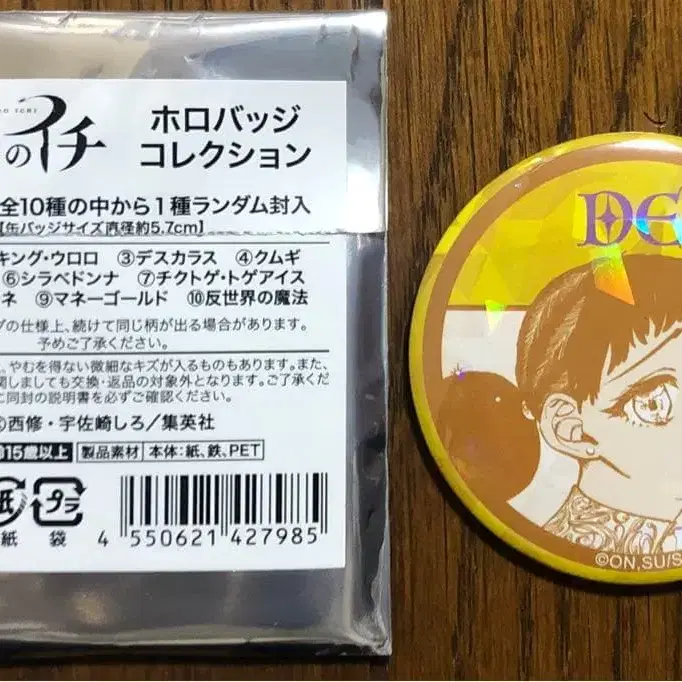 のイチ
ホロバッジ
コレクション
全10種の中から1種ランダム封入
【缶バッジサイズ直径約5.7cm】
キング・ウロロ ③デスカラス ④クムギ
⑥シラベドンナ ⑦チクトゲ・トゲアイス
ネ ⑨マネーゴールド ⑩反世界の魔法
グの仕様上、続けて同じ柄が出る場合があります。
予めご了承ください。
、やむを得ない微細なキズが入るものもあります。また、
関しましても交換・返品の対象外となります。ご了承くだ
に同封の説明書を必ずご確認ください。
©西修・宇佐崎しろ／集英社
15歳以上 製品素材 本体:紙、鉄、PET
紙 プラ
紙 袋
4 550621 427985
DE
©ON,SU/S